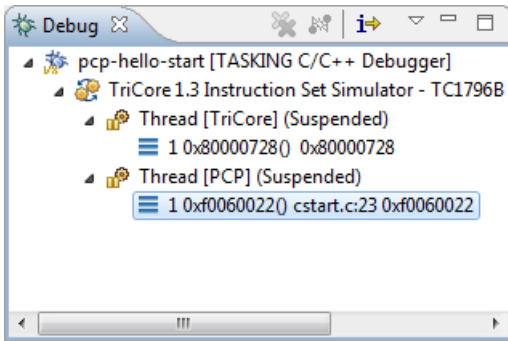 Debug
pcp-hello-start [TASKING C/C++ Debugger]
TriCore 1.3 Instruction Set Simulator - TC1796B
Thread [TriCore] (Suspended)
1 0x80000728() 0x80000728
Thread [PCP] (Suspended)
1 0xf0060022() cstart.c:23 0xf0060022